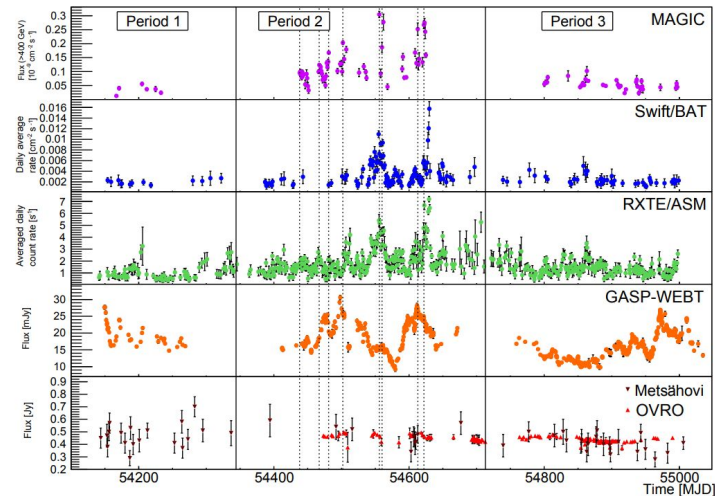 Period 1 Period 2 Period 3 MAGIC
Flux (>400 GeV)
[10⁻⁹ cm⁻² s⁻¹]
0.3
0.25
0.2
0.15
0.1
0.05
Swift/BAT
Daily average
rate [cm⁻² s⁻¹]
0.016
0.014
0.012
0.010
0.008
0.006
0.004
0.002
RXTE/ASM
Averaged daily
count rate [s⁻¹]
7
6
5
4
3
2
1
GASP-WEBT
Flux [mJy]
30
25
20
15
10
Metsähovi
OVRO
Flux [Jy]
0.9
0.8
0.7
0.6
0.5
0.4
0.3
0.2
0.1
54200 54400 54600 54800 55000
Time [MJD]